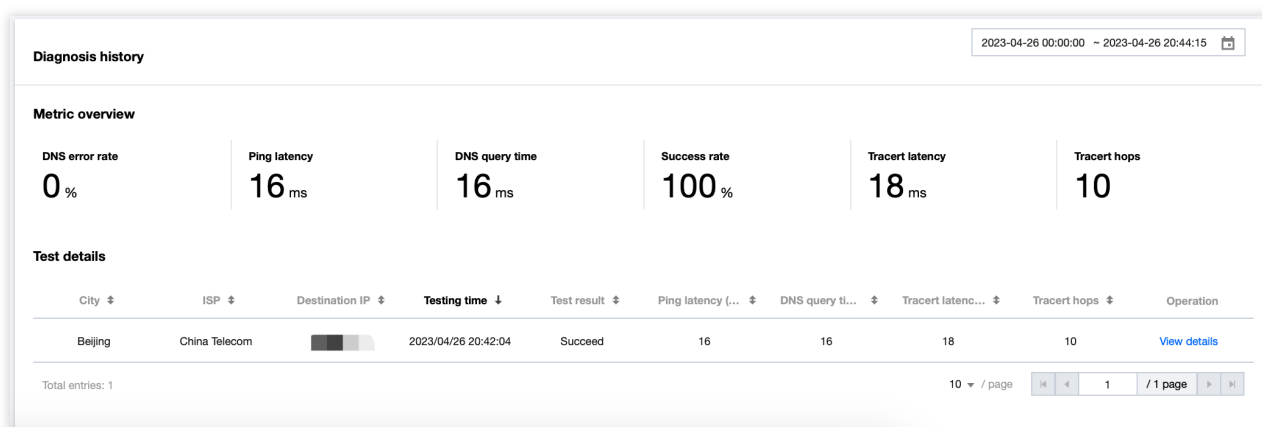 Diagnosis history
2023-04-26 00:00:00 ~ 2023-04-26 20:44:15
Metric overview
DNS error rate Ping latency DNS query time Success rate Tracert latency Tracert hops
0 % 16 ms 16 ms 100 % 18 ms 10
Test details
City ISP Destination IP Testing time Test result Ping latency (... DNS query ti... Tracert latenc... Tracert hops Operation
Beijing China Telecom 2023/04/26 20:42:04 Succeed 16 16 18 10 View details
Total entries: 1 10 / page 1 / 1 page